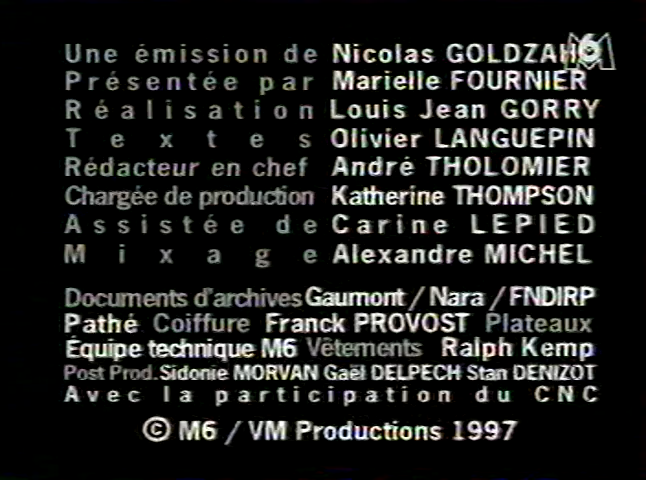 Une émission de Nicolas GOLDZAH
Présentée par Marielle FOURNIER
Réalisation Louis Jean GORRY
Textes Olivier LANGUEPIN
Rédacteur en chef André THOLOMIER
Chargée de production Katherine THOMPSON
Assistée de Carine LEPIED
Mixage Alexandre MICHEL
Documents d'archives Gaumont / Nara / FNDIRP
Pathé Coiffure Franck PROVOST Plateaux
Équipe technique M6 Vêtements Ralph Kemp
Post Prod. Sidonie MORVAN Gaël DELPECH Stan DENIZOT
Avec la participation du CNC
© M6 / VM Productions 1997